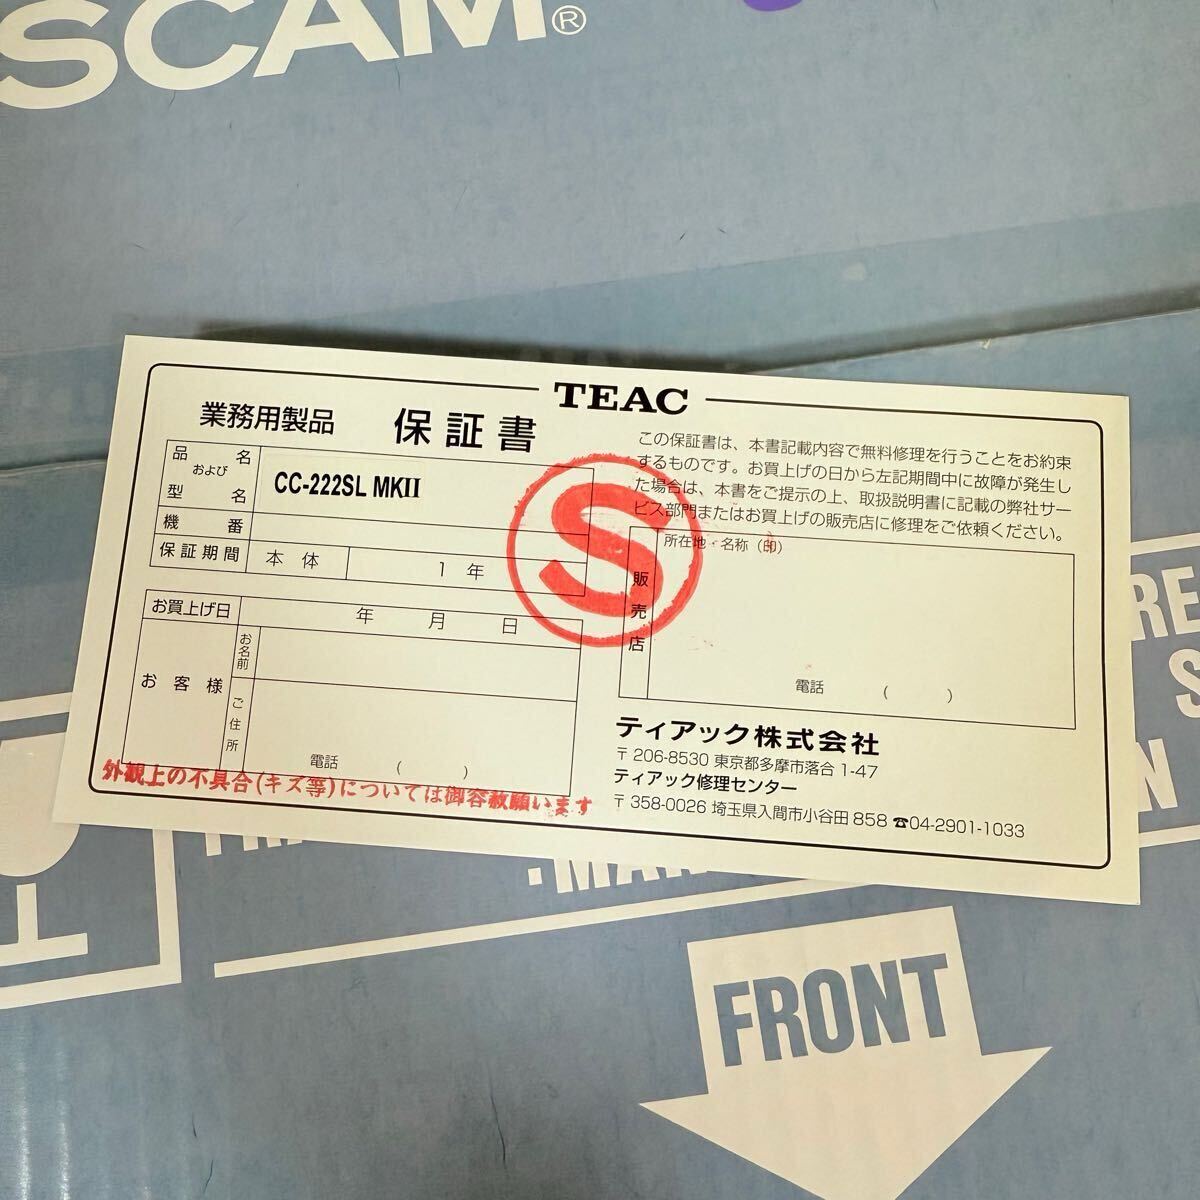 SCAM®
TEAC
業務用製品 保証書
品名
および
型名
CC-222SL MKII
機番
保証期間 本体 1年
お買上げ日 年 月 日
お客様
お名前
ご住所
電話 ( )
外観上の不具合(キズ等)については御容赦願います
この保証書は、本書記載内容で無料修理を行うことをお約束
するものです。お買上げの日から左記期間中に故障が発生し
た場合は、本書をご提示の上、取扱説明書に記載の弊社サー
ビス部門またはお買上げの販売店に修理をご依頼ください。
S
販売店
所在地・名称(印)
電話 ( )
ティアック株式会社
〒206-8530 東京都多摩市落合 1-47
ティアック修理センター
〒358-0026 埼玉県入間市小谷田 858 ☎04-2901-1033
FRONT